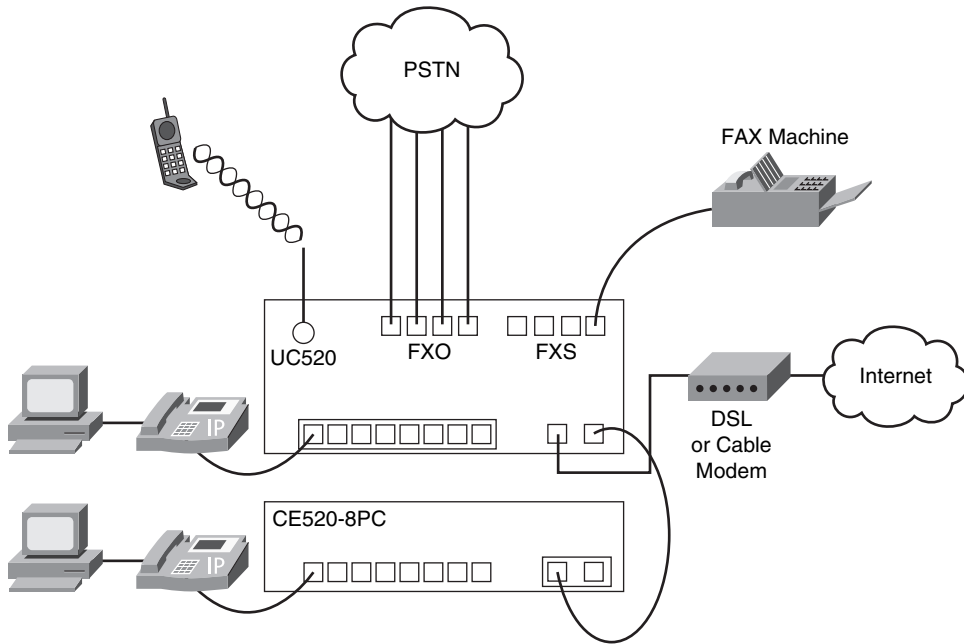 PSTN
FAX Machine
UC520
FXO
FXS
Internet
DSL
or Cable
Modem
IP
CE520-8PC
IP